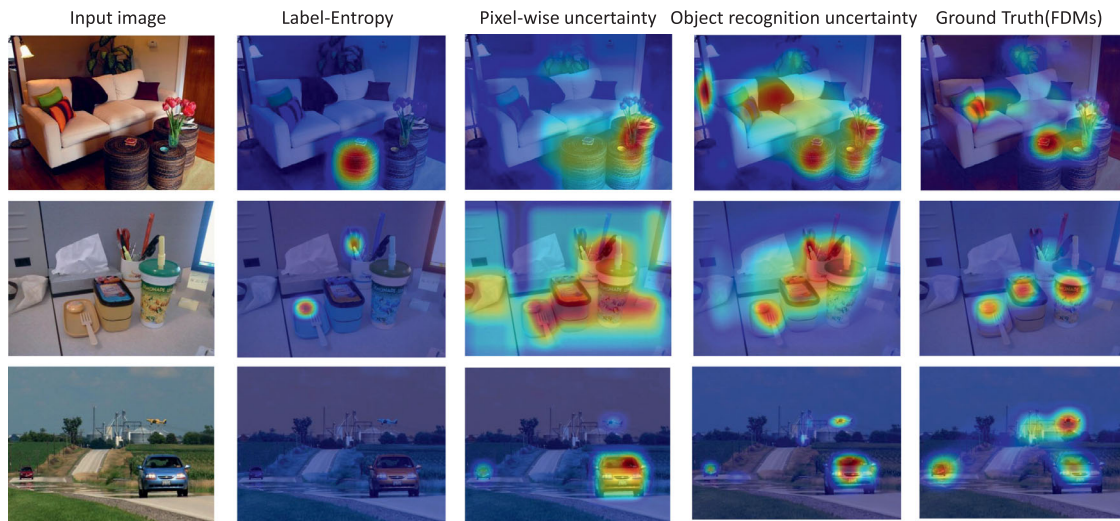 Input image
Label-Entropy
Pixel-wise uncertainty
Object recognition uncertainty
Ground Truth(FDMs)